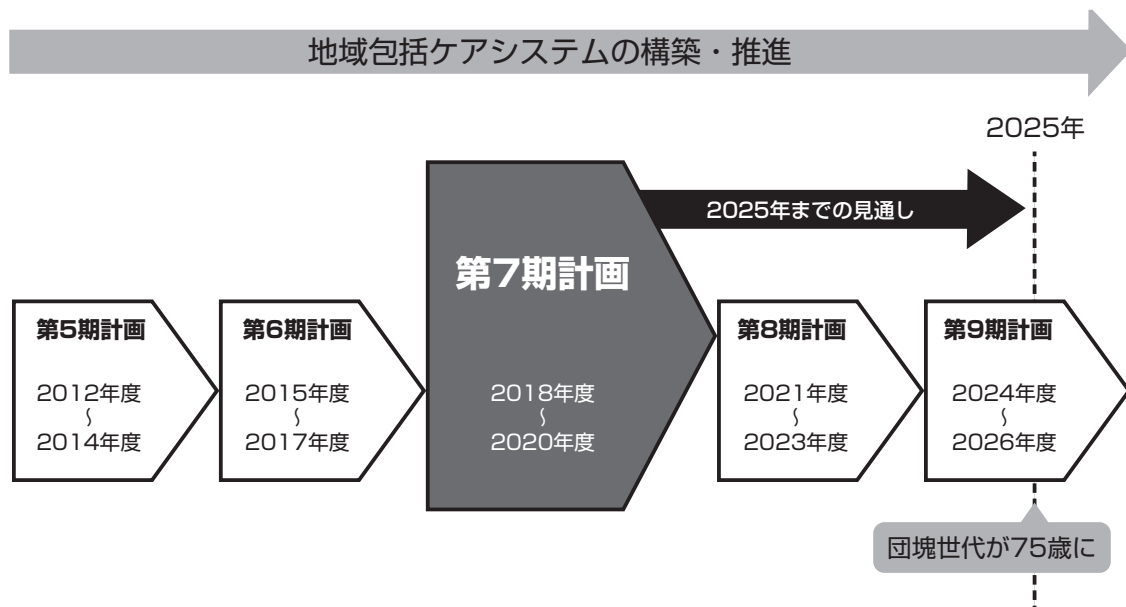 地域包括ケアシステムの構築・推進
2025年
2025年までの見通し
第5期計画
2012年度
〜
2014年度
第6期計画
2015年度
〜
2017年度
第7期計画
2018年度
〜
2020年度
第8期計画
2021年度
〜
2023年度
第9期計画
2024年度
〜
2026年度
団塊世代が75歳に